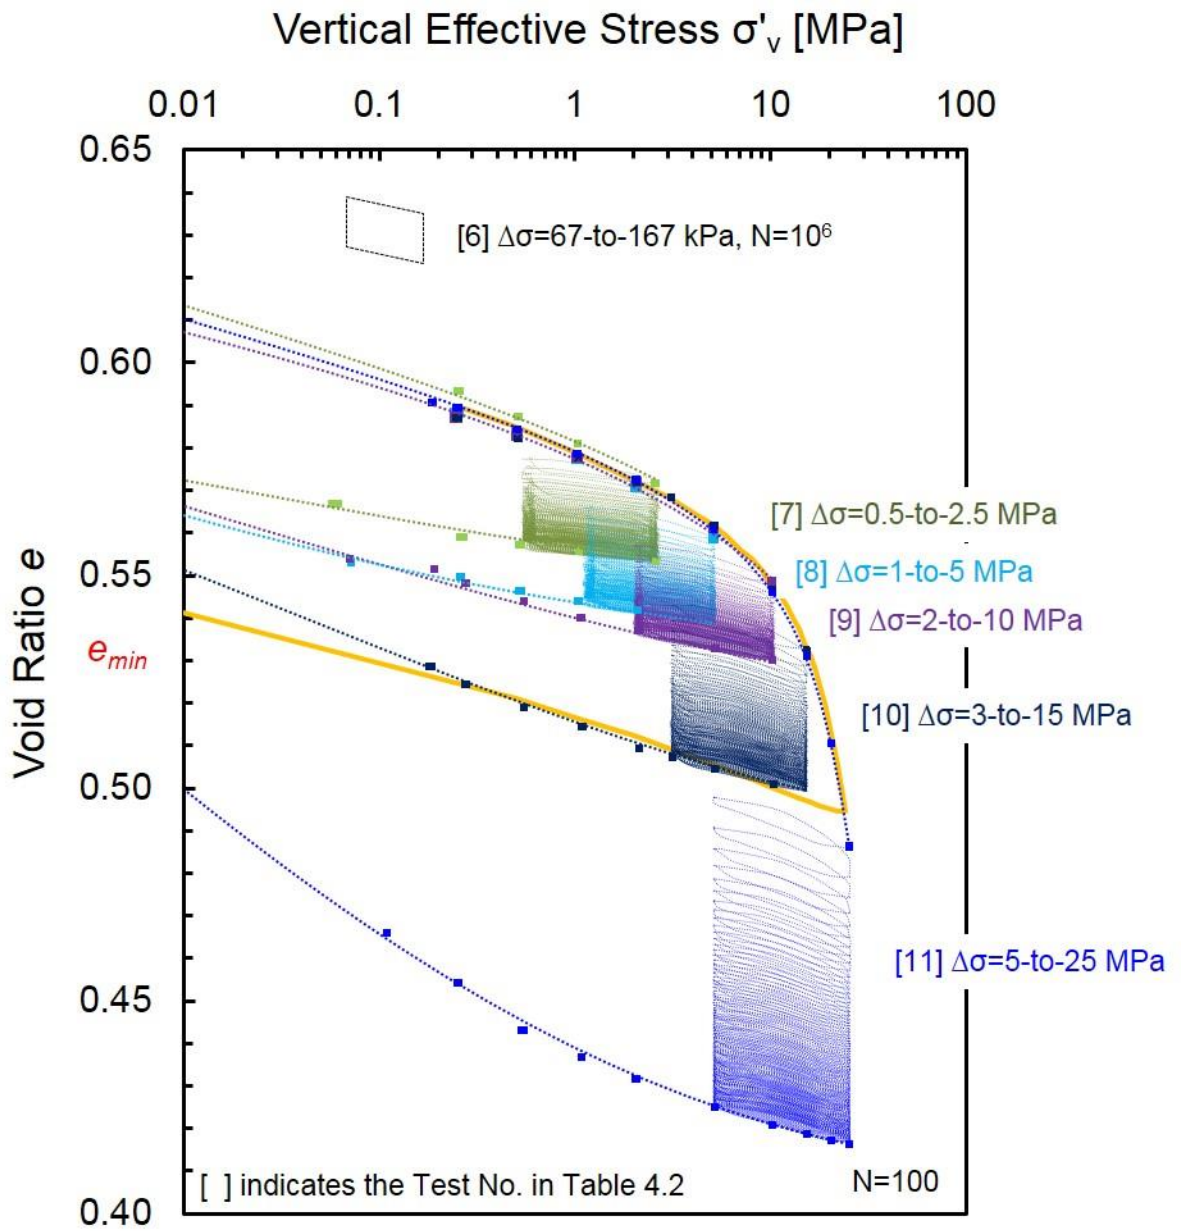 Vertical Effective Stress σ'v [MPa]
0.01 0.1 1 10 100
0.65
[6] Δσ=67-to-167 kPa, N=10⁶
0.60
[7] Δσ=0.5-to-2.5 MPa
0.55
[8] Δσ=1-to-5 MPa
[9] Δσ=2-to-10 MPa
emin
Void Ratio e
[10] Δσ=3-to-15 MPa
0.50
[11] Δσ=5-to-25 MPa
0.45
[ ] indicates the Test No. in Table 4.2
N=100
0.40